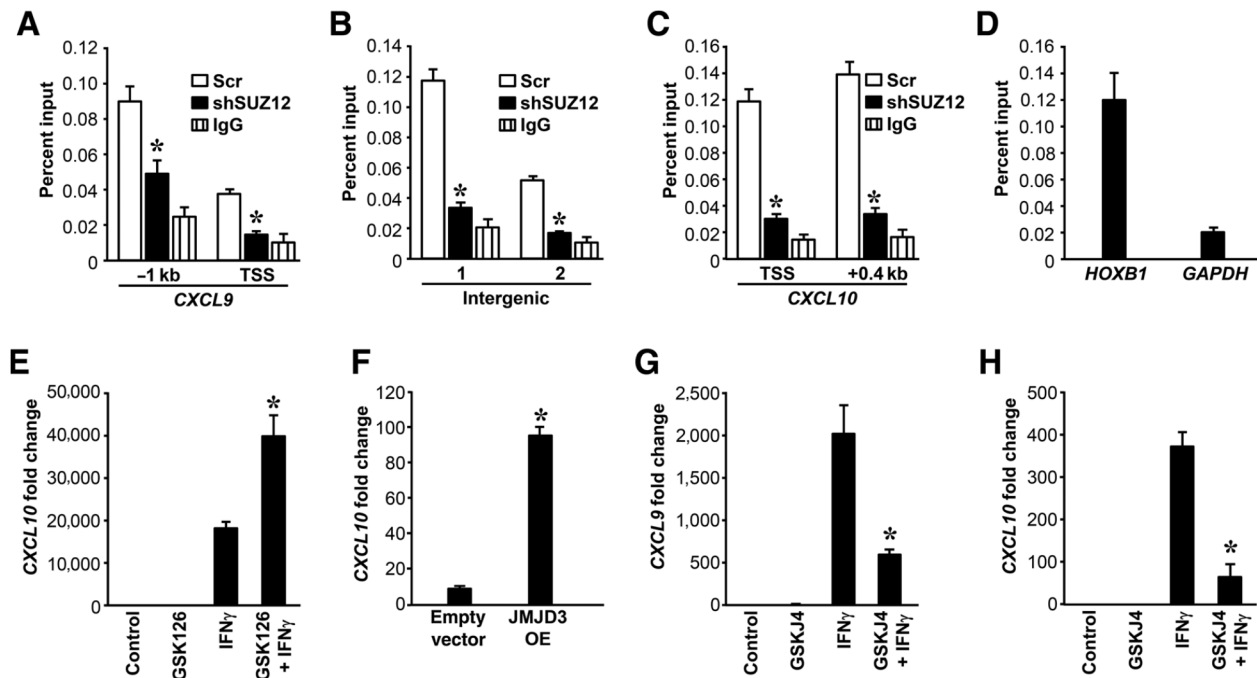 A
Percent input
0.12
0.10
0.08
0.06
0.04
0.02
0
Scr
shSUZ12
IgG
*
*
–1 kb TSS
CXCL9
B
Percent input
0.14
0.12
0.10
0.08
0.06
0.04
0.02
0
Scr
shSUZ12
IgG
*
*
1 2
Intergenic
C
Percent input
0.16
0.14
0.12
0.10
0.08
0.06
0.04
0.02
0
Scr
shSUZ12
IgG
*
*
TSS +0.4 kb
CXCL10
D
Percent input
0.16
0.14
0.12
0.10
0.08
0.06
0.04
0.02
0
HOXB1 GAPDH
E
CXCL10 fold change
50,000
40,000
30,000
20,000
10,000
0
*
Control
GSK126
IFNγ
GSK126
+ IFNγ
F
CXCL10 fold change
120
100
80
60
40
20
0
*
Empty
vector
JMJD3
OE
G
CXCL9 fold change
2,500
2,000
1,500
1,000
500
0
*
Control
GSKJ4
IFNγ
GSKJ4
+ IFNγ
H
CXCL10 fold change
500
400
300
200
100
0
*
Control
GSKJ4
IFNγ
GSKJ4
+ IFNγ